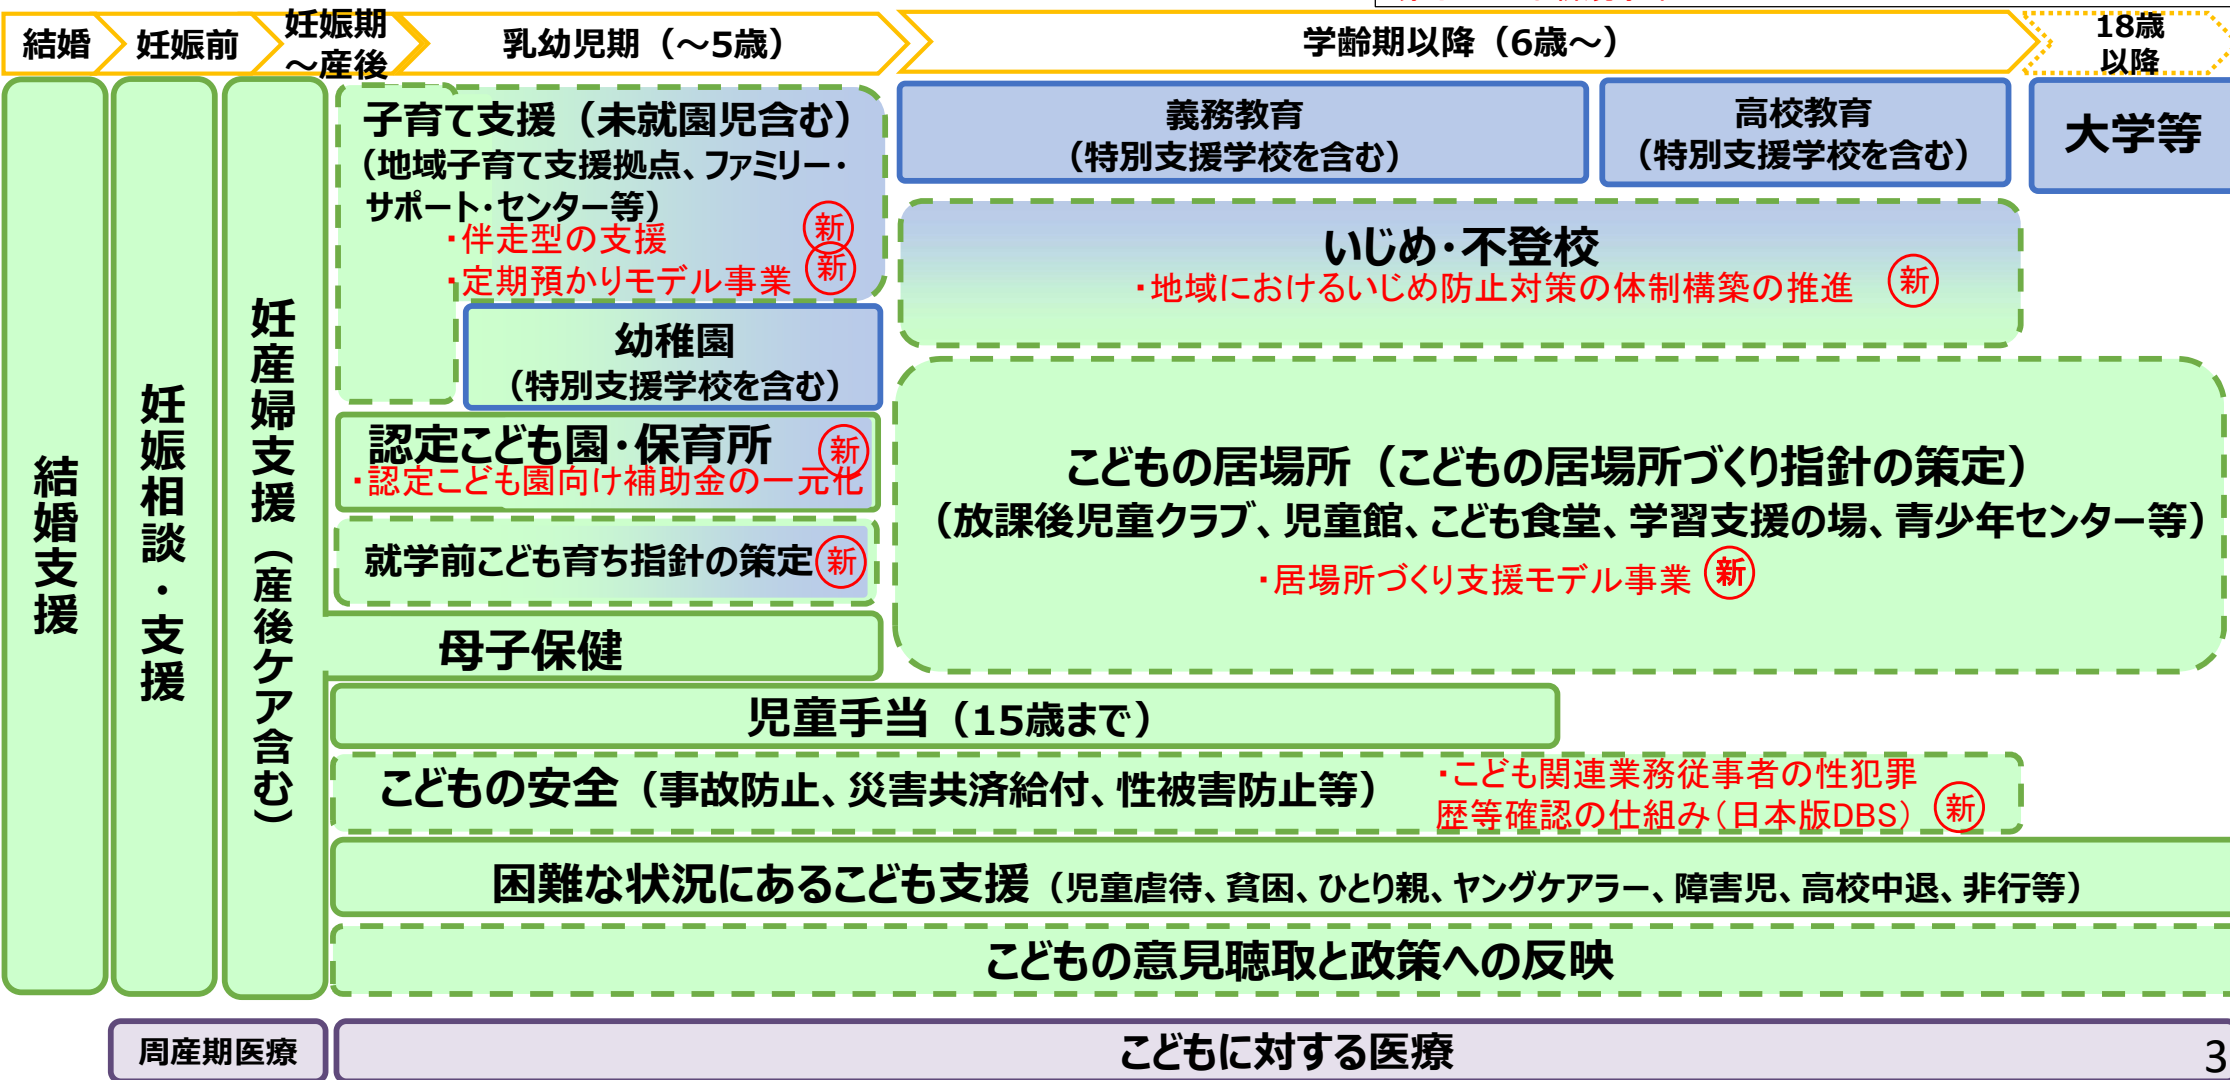 結婚
妊娠前
妊娠期
～産後
乳幼児期（～5歳）
学齢期以降（6歳～）
18歳
以降
結婚支援
妊娠相談・支援
妊産婦支援（産後ケア含む）
子育て支援（未就園児含む）
（地域子育て支援拠点、ファミリー・
サポート・センター等）
・伴走型の支援 新
・定期預かりモデル事業 新
幼稚園
（特別支援学校を含む）
認定こども園・保育所 新
・認定こども園向け補助金の一元化
就学前こども育ち指針の策定 新
母子保健
義務教育
（特別支援学校を含む）
高校教育
（特別支援学校を含む）
大学等
いじめ・不登校
・地域におけるいじめ防止対策の体制構築の推進 新
こどもの居場所（こどもの居場所づくり指針の策定）
（放課後児童クラブ、児童館、こども食堂、学習支援の場、青少年センター等）
・居場所づくり支援モデル事業 新
児童手当（15歳まで）
こどもの安全（事故防止、災害共済給付、性被害防止等）
・こども関連業務従事者の性犯罪
歴等確認の仕組み（日本版DBS） 新
困難な状況にあるこども支援（児童虐待、貧困、ひとり親、ヤングケアラー、障害児、高校中退、非行等）
こどもの意見聴取と政策への反映
周産期医療
こどもに対する医療
3